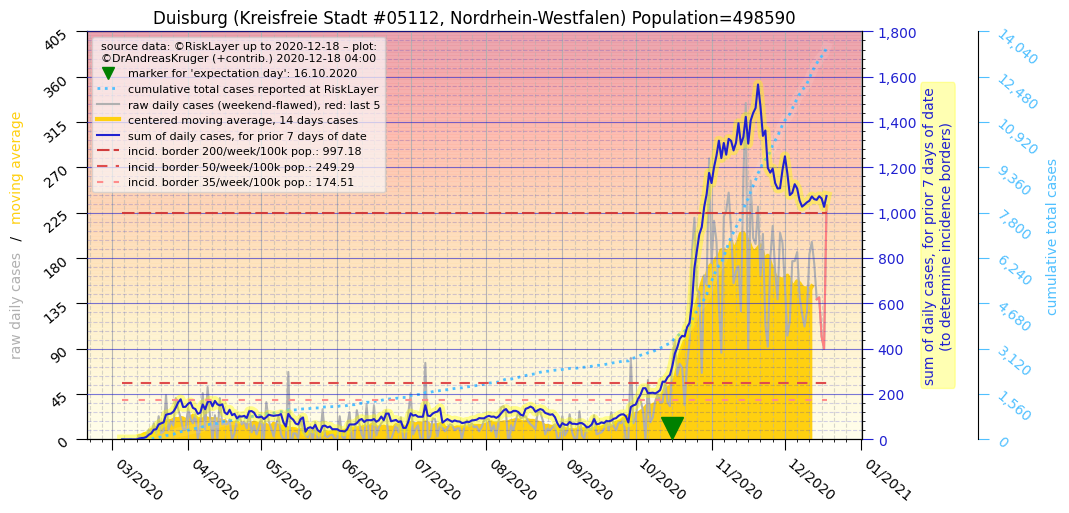 Duisburg (Kreisfreie Stadt #05112, Nordrhein-Westfalen) Population=498590
source data: ©RiskLayer up to 2020-12-18 – plot:
©DrAndreasKruger (+contrib.) 2020-12-18 04:00
marker for 'expectation day': 16.10.2020
cumulative total cases reported at RiskLayer
raw daily cases (weekend-flawed), red: last 5
centered moving average, 14 days cases
sum of daily cases, for prior 7 days of date
incid. border 200/week/100k pop.: 997.18
incid. border 50/week/100k pop.: 249.29
incid. border 35/week/100k pop.: 174.51
raw daily cases / moving average
405
360
315
270
225
180
135
90
45
0
03/2020
04/2020
05/2020
06/2020
07/2020
08/2020
09/2020
10/2020
11/2020
12/2020
01/2021
1,800
1,600
1,400
1,200
1,000
800
600
400
200
0
sum of daily cases, for prior 7 days of date
(to determine incidence borders)
14,040
12,480
10,920
9,360
7,800
6,240
4,680
3,120
1,560
0
cumulative total cases